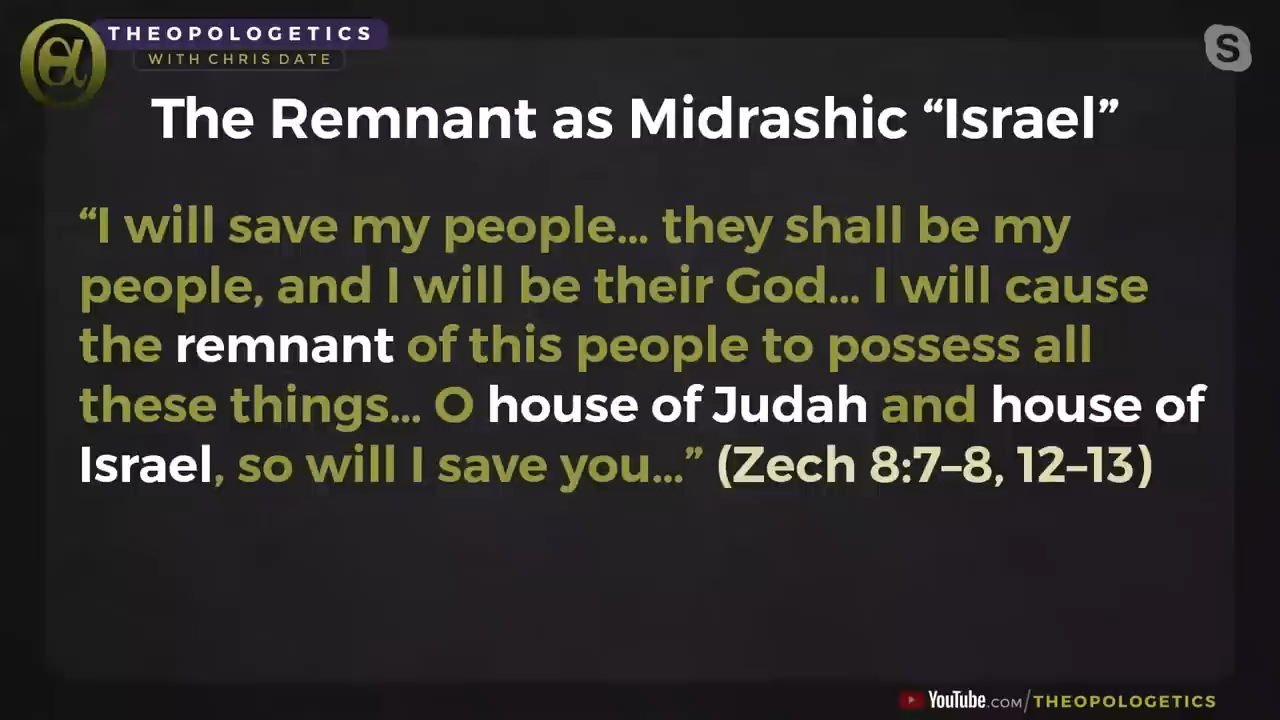 THEOPOLOGETICS
WITH CHRIS DATE
S
The Remnant as Midrashic “Israel”
“I will save my people... they shall be my
people, and I will be their God... I will cause
the remnant of this people to possess all
these things... O house of Judah and house of
Israel, so will I save you...” (Zech 8:7–8, 12–13)
YouTube.COM/THEOPOLOGETICS